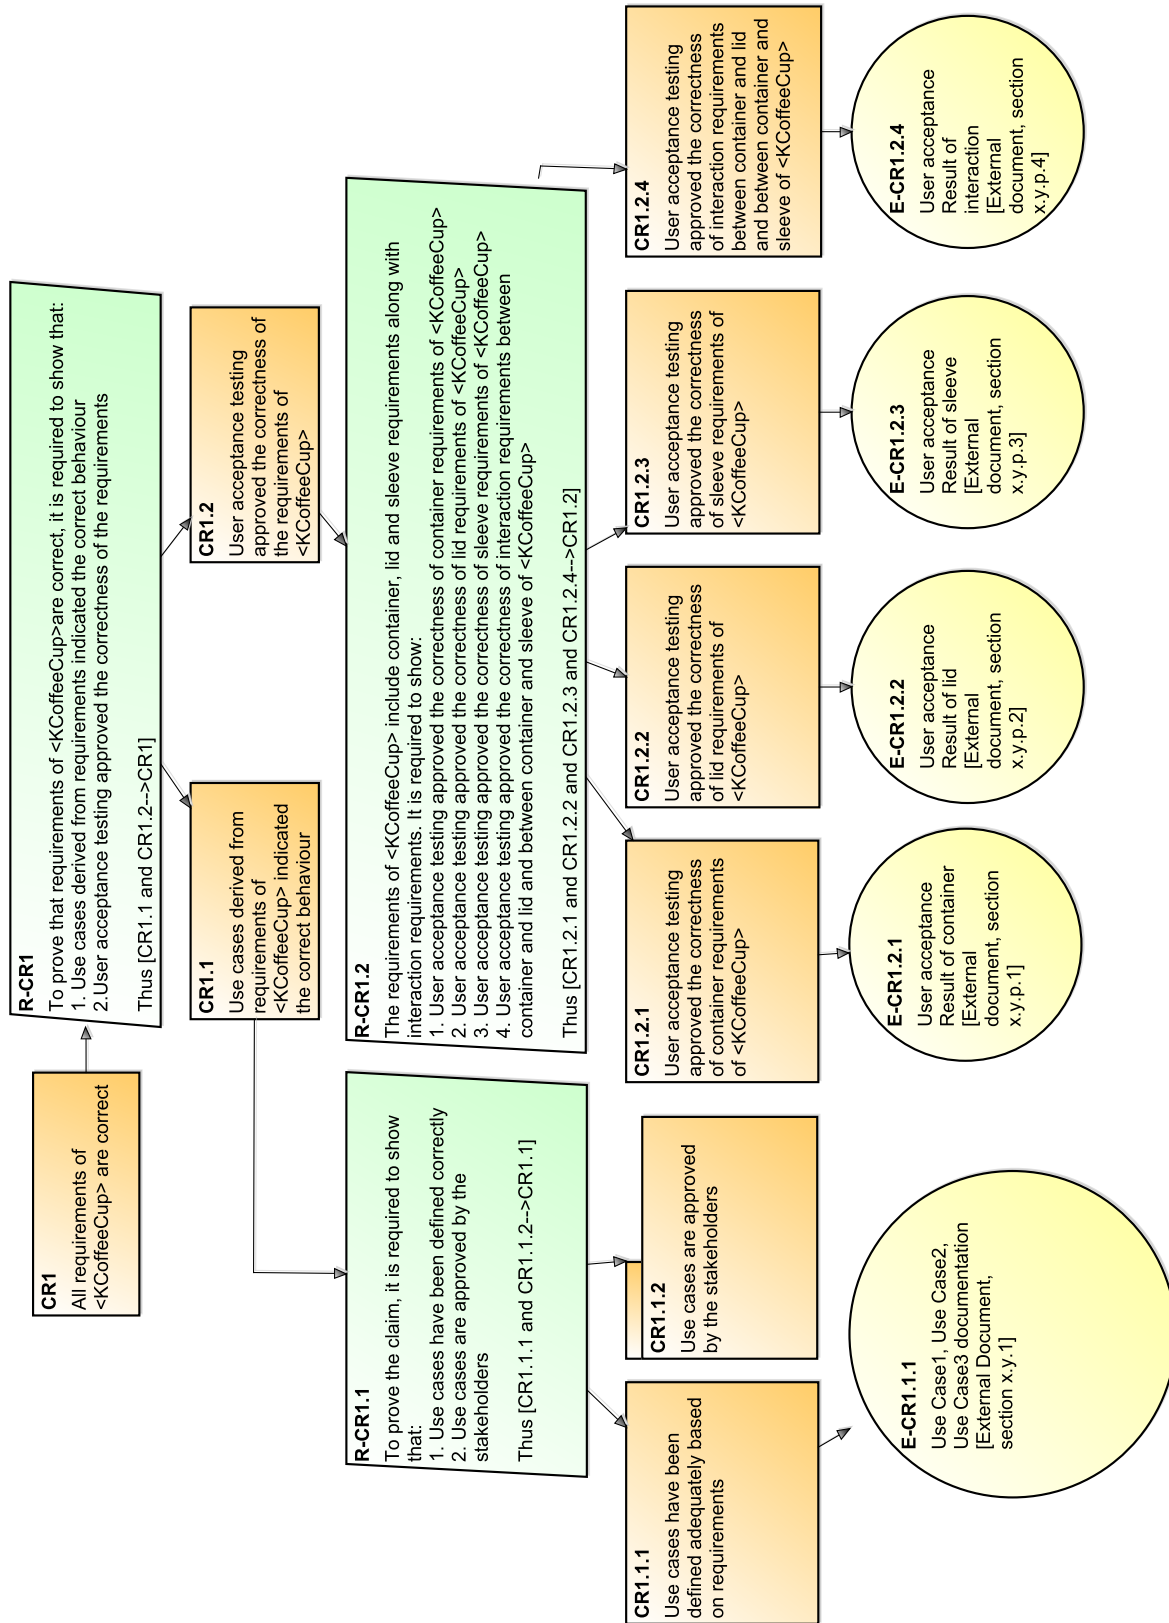 CR1
All requirements of
<KCoffeeCup> are correct
R-CR1
To prove that requirements of <KCoffeeCup>are correct, it is required to show that:
1. Use cases derived from requirements indicated the correct behaviour
2.User acceptance testing approved the correctness of the requirements
Thus [CR1.1 and CR1.2-->CR1]
CR1.1
Use cases derived from
requirements of
<KCoffeeCup> indicated
the correct behaviour
CR1.2
User acceptance testing
approved the correctness of
the requirements of
<KCoffeeCup>
R-CR1.1
To prove the claim, it is required to show
that:
1. Use cases have been defined correctly
2. Use cases are approved by the
stakeholders
Thus [CR1.1.1 and CR1.1.2-->CR1.1]
R-CR1.2
The requirements of <KCoffeeCup> include container, lid and sleeve requirements along with
interaction requirements. It is required to show:
1. User acceptance testing approved the correctness of container requirements of <KCoffeeCup>
2. User acceptance testing approved the correctness of lid requirements of <KCoffeeCup>
3. User acceptance testing approved the correctness of sleeve requirements of <KCoffeeCup>
4. User acceptance testing approved the correctness of interaction requirements between
container and lid and between container and sleeve of <KCoffeeCup>
Thus [CR1.2.1 and CR1.2.2 and CR1.2.3 and CR1.2.4-->CR1.2]
CR1.1.1
Use cases have been
defined adequately based
on requirements
CR1.1.2
Use cases are approved
by the stakeholders
CR1.2.1
User acceptance testing
approved the correctness
of container requirements
of <KCoffeeCup>
CR1.2.2
User acceptance testing
approved the correctness
of lid requirements of
<KCoffeeCup>
CR1.2.3
User acceptance testing
approved the correctness
of sleeve requirements of
<KCoffeeCup>
CR1.2.4
User acceptance testing
approved the correctness
of interaction requirements
between container and lid
and between container and
sleeve of <KCoffeeCup>
E-CR1.1.1
Use Case1, Use Case2,
Use Case3 documentation
[External Document,
section x.y.1]
E-CR1.2.1
User acceptance
Result of container
[External
document, section
x.y.p.1]
E-CR1.2.2
User acceptance
Result of lid
[External
document, section
x.y.p.2]
E-CR1.2.3
User acceptance
Result of sleeve
[External
document, section
x.y.p.3]
E-CR1.2.4
User acceptance
Result of
interaction
[External
document, section
x.y.p.4]